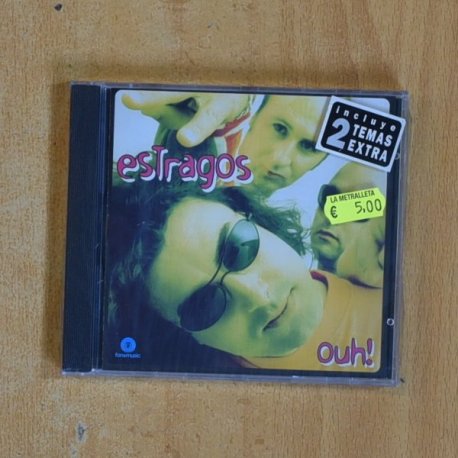 incluye
2 TEMAS
EXTRA
esTragos
LA METRALLETA
€ 5,00
ouh!
fonomusic